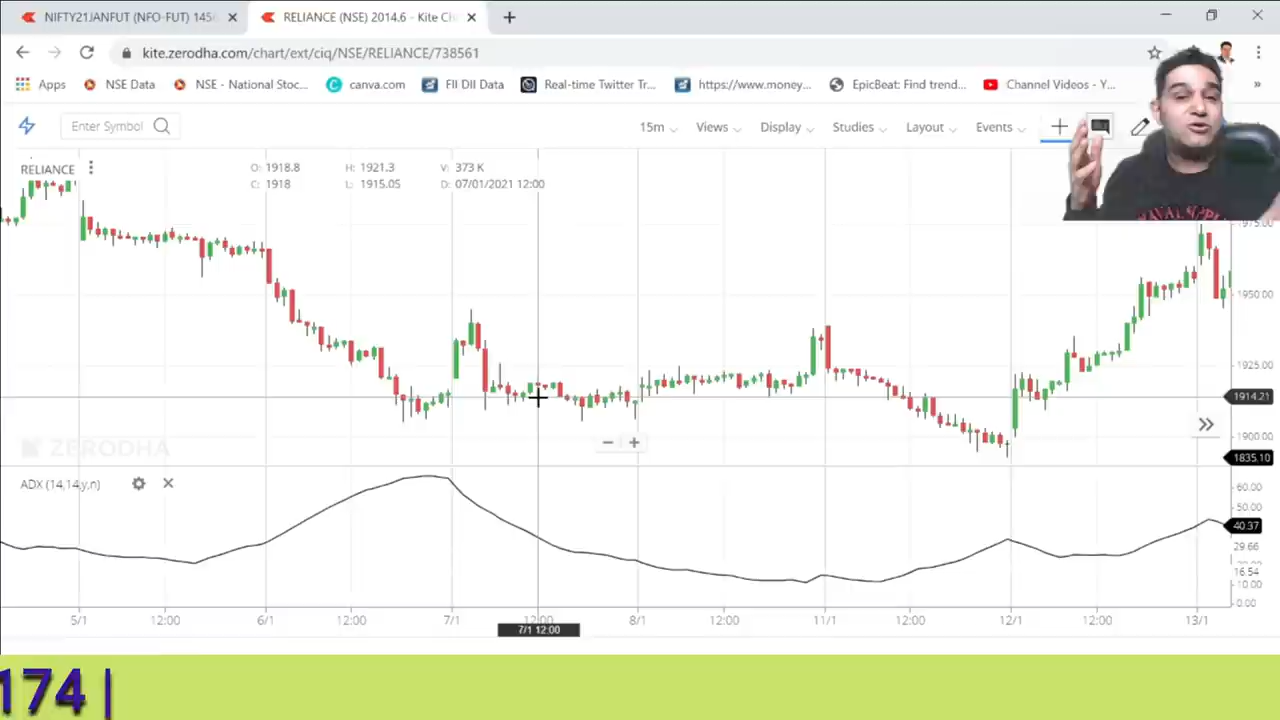 NIFTY21JANFUT (NFO-FUT) 1456
RELIANCE (NSE) 2014.6 - Kite Ch
kite.zerodha.com/chart/ext/ciq/NSE/RELIANCE/738561
Apps NSE Data NSE - National Stoc... canva.com FII DII Data Real-time Twitter Tr... https://www.money... EpicBeat: Find trend... Channel Videos - Y... »
Enter Symbol 15m Views Display Studies Layout Events
RELIANCE O: 1918.8 H: 1921.3 V: 373 K
C: 1918 L: 1915.05 D: 07/01/2021 12:00
1975.00
1950.00
1925.00
1914.21
1900.00
ZERODHA
1835.10
ADX (14,14,y,n)
60.00
50.00
40.37
29.66
16.54
10.00
0.00
5/1 12:00 6/1 12:00 7/1 12:00 8/1 12:00 11/1 12:00 12/1 12:00 13/1
7/1 12:00
174 |